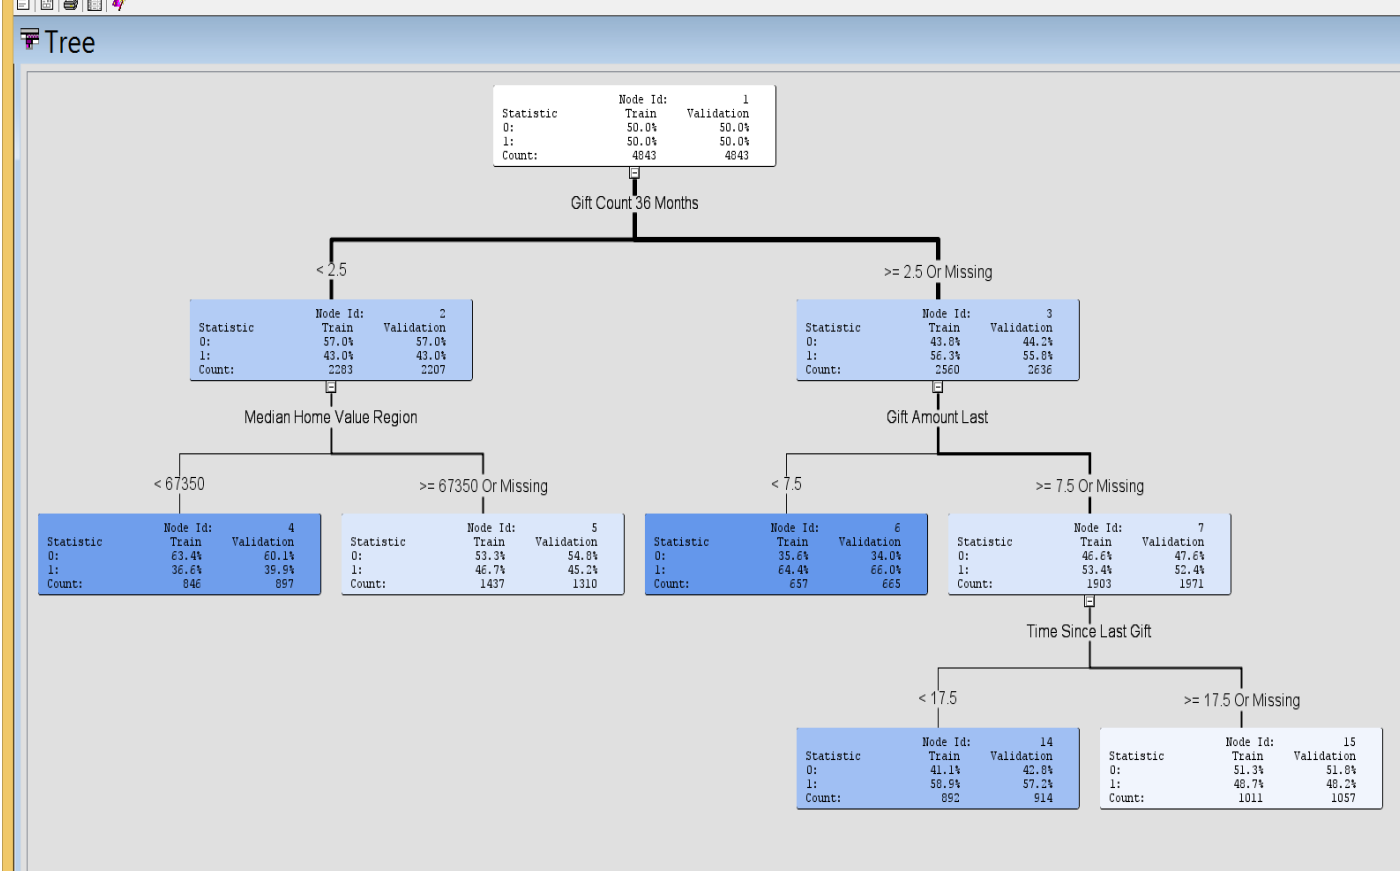 Tree
Node Id: 1
Statistic Train Validation
0: 50.0% 50.0%
1: 50.0% 50.0%
Count: 4843 4843
Gift Count 36 Months
< 2.5
>= 2.5 Or Missing
Node Id: 2
Statistic Train Validation
0: 57.0% 57.0%
1: 43.0% 43.0%
Count: 2283 2207
Node Id: 3
Statistic Train Validation
0: 43.8% 44.2%
1: 56.3% 55.8%
Count: 2560 2636
Median Home Value Region
Gift Amount Last
< 67350
>= 67350 Or Missing
< 7.5
>= 7.5 Or Missing
Node Id: 4
Statistic Train Validation
0: 63.4% 60.1%
1: 36.6% 39.9%
Count: 846 897
Node Id: 5
Statistic Train Validation
0: 53.3% 54.8%
1: 46.7% 45.2%
Count: 1437 1310
Node Id: 6
Statistic Train Validation
0: 35.6% 34.0%
1: 64.4% 66.0%
Count: 657 665
Node Id: 7
Statistic Train Validation
0: 46.6% 47.6%
1: 53.4% 52.4%
Count: 1903 1971
Time Since Last Gift
< 17.5
>= 17.5 Or Missing
Node Id: 14
Statistic Train Validation
0: 41.1% 42.8%
1: 58.9% 57.2%
Count: 892 914
Node Id: 15
Statistic Train Validation
0: 51.3% 51.8%
1: 48.7% 48.2%
Count: 1011 1057